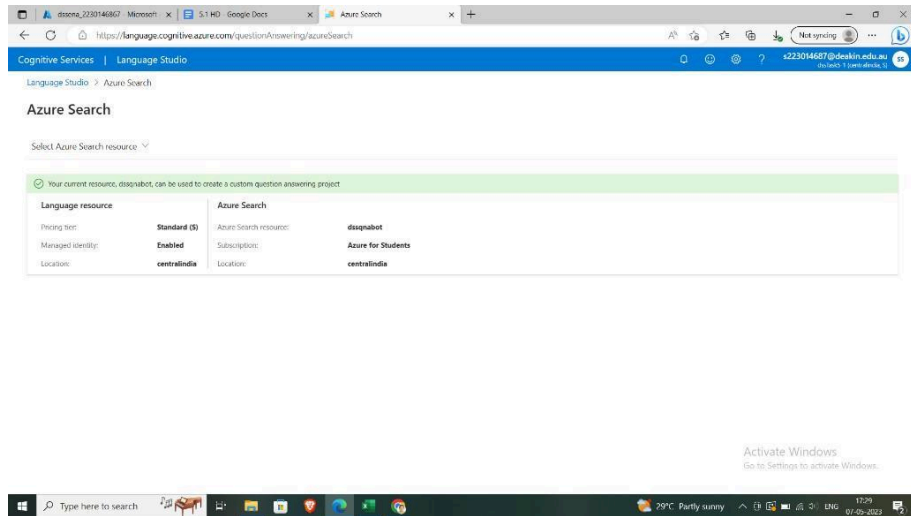 dssona_2230146867 Microsoft
5.1 HD - Google Docs
Azure Search
https://language.cognitive.azure.com/questionAnswering/azureSearch
Not syncing
Cognitive Services | Language Studio
s223014687@deakin.edu.au
SS
Language Studio > Azure Search
Azure Search
Select Azure Search resource
Your current resource, dssqnabot, can be used to create a custom question answering project
Language resource
Azure Search
Pricing tier: Standard (S)
Azure Search resource: dssqnabot
Managed identity: Enabled
Subscription: Azure for Students
Location: centralindia
Location: centralindia
Activate Windows
Go to Settings to activate Windows.
Type here to search
29°C Partly sunny
ENG
17:29
07-05-2023